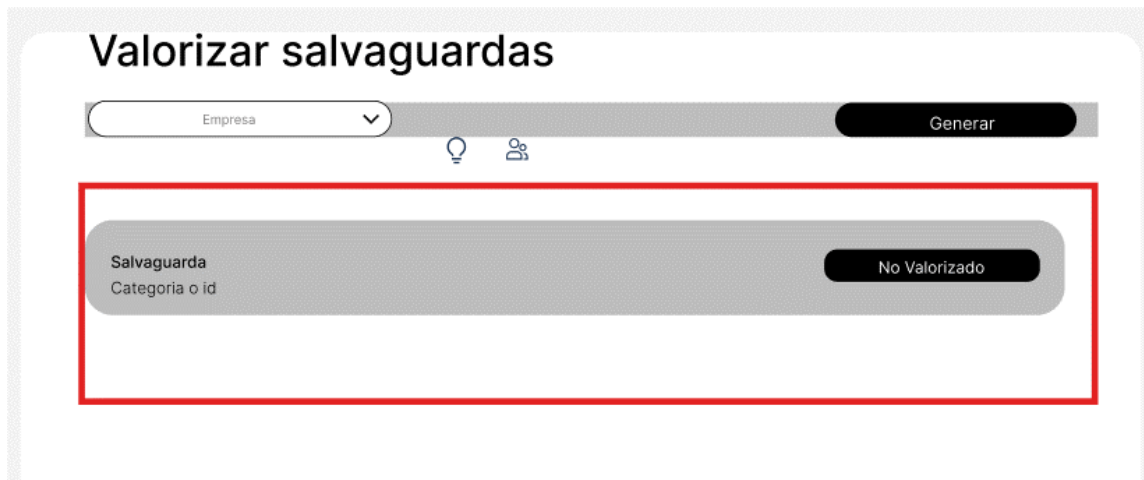 Valorizar salvaguardas
Empresa
Generar
Salvaguarda
No Valorizado
Categoria o id